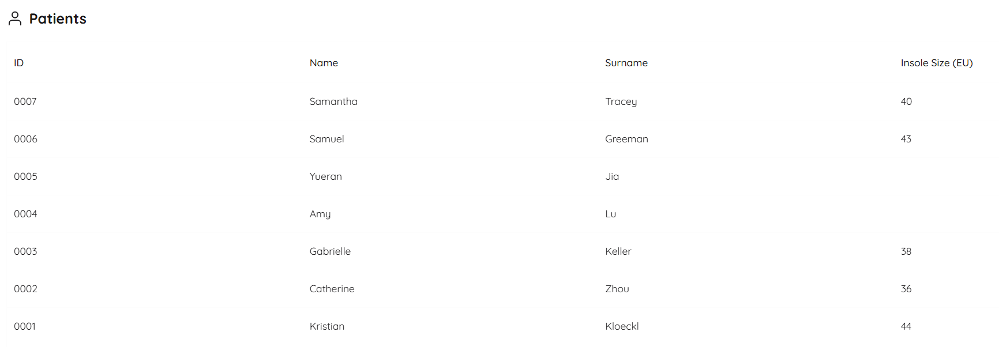 Patients
ID Name Surname Insole Size (EU)
0007 Samantha Tracey 40
0006 Samuel Greeman 43
0005 Yueran Jia
0004 Amy Lu
0003 Gabrielle Keller 38
0002 Catherine Zhou 36
0001 Kristian Kloeckl 44